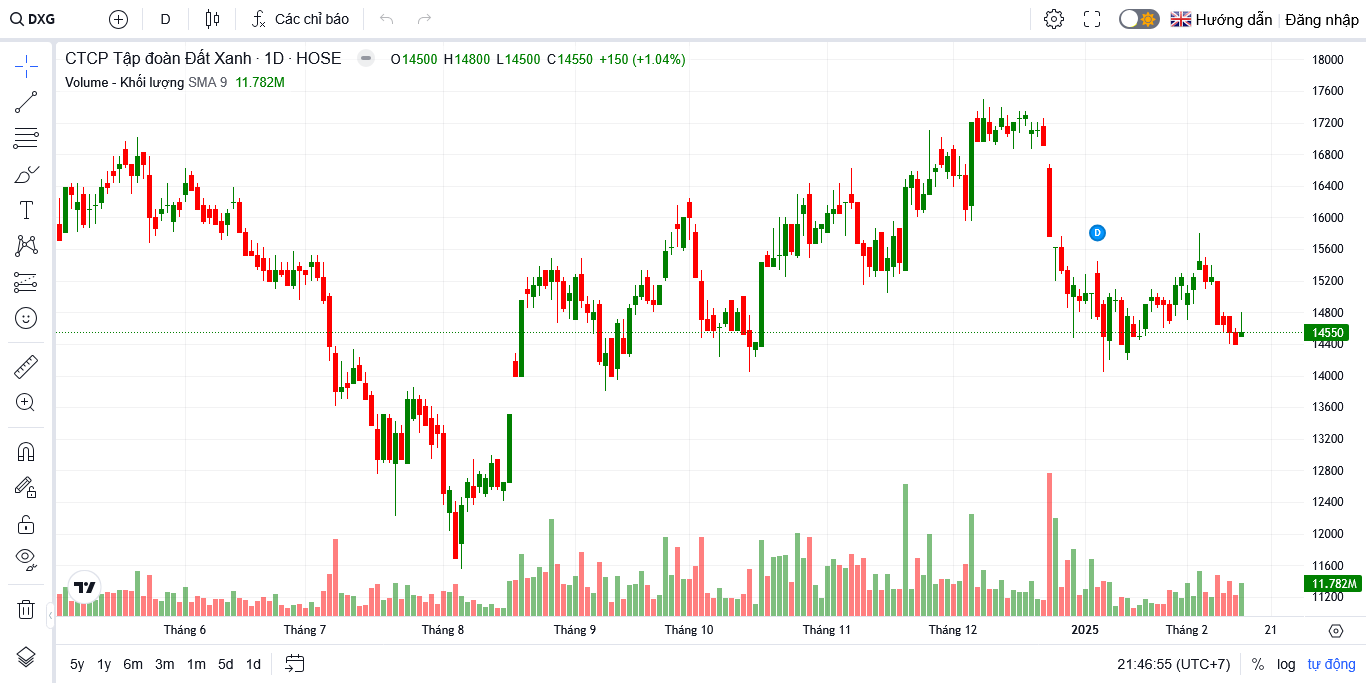 DXG D Các chỉ báo Hướng dẫn Đăng nhập
CTCP Tập đoàn Đất Xanh · 1D · HOSE O14500 H14800 L14500 C14550 +150 (+1.04%)
Volume - Khối lượng SMA 9 11.782M
18000
17600
17200
16800
16400
16000
15600
D
15200
14800
14550
14400
14000
13600
13200
12800
12400
12000
11600
11.782M
11200
Tháng 6 Tháng 7 Tháng 8 Tháng 9 Tháng 10 Tháng 11 Tháng 12 2025 Tháng 2 21
5y 1y 6m 3m 1m 5d 1d 21:46:55 (UTC+7) % log tự động